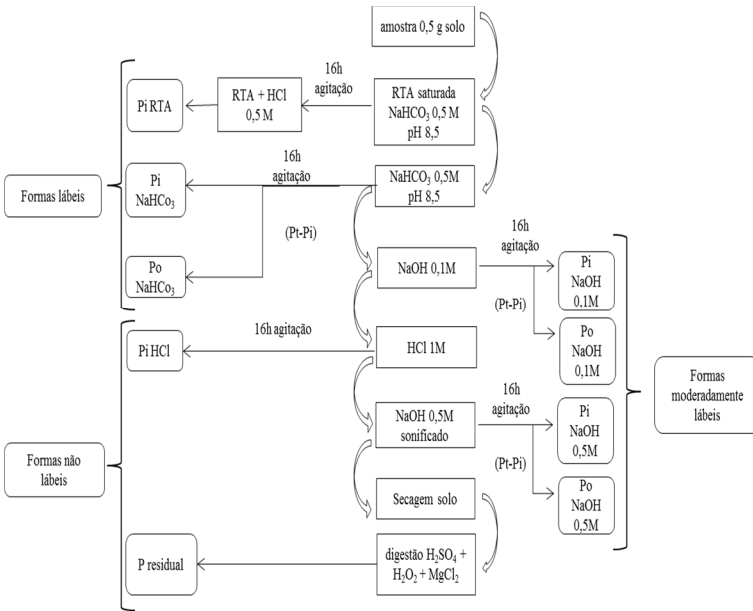 amostra 0,5 g solo
16h
agitação
Pi RTA
RTA + HCl
0,5 M
RTA saturada
NaHCO₃ 0,5 M
pH 8,5
16h
agitação
Formas lábeis
Pi
NaHCo₃
NaHCO₃ 0,5M
pH 8,5
(Pt-Pi)
Po
NaHCo₃
NaOH 0,1M
16h
agitação
Pi
NaOH
0,1M
(Pt-Pi)
Po
NaOH
0,1M
Pi HCl
16h agitação
HCl 1M
Formas
moderadamente
lábeis
16h
agitação
NaOH 0,5M
sonificado
Pi
NaOH
0,5M
(Pt-Pi)
Po
NaOH
0,5M
Formas não
lábeis
Secagem solo
P residual
digestão H₂SO₄ +
H₂O₂ + MgCl₂